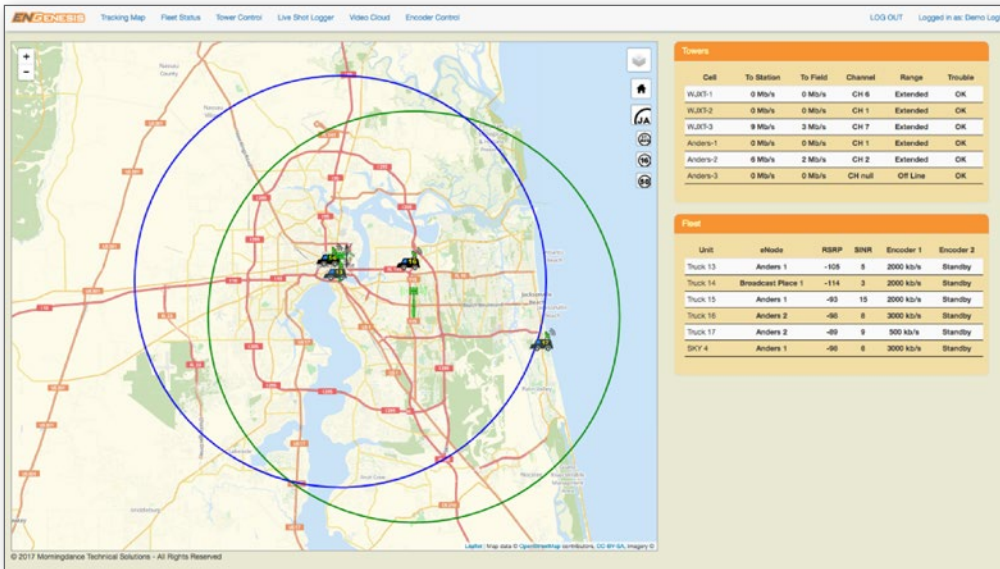 ENGENESIS Tracking Map Fleet Status Tower Control Live Shot Logger Video Cloud Encoder Control LOG OUT Logged in as: Demo Log
+
−
Nassau
County
JA
16
Jacksonville
Beach
Leaflet | Map data © OpenStreetMap contributors, CC-BY-SA, Imagery ©
© 2017 Morningdance Technical Solutions - All Rights Reserved
Towers
Cell To Station To Field Channel Range Trouble
WJXT-1 0 Mb/s 0 Mb/s CH 6 Extended OK
WJXT-2 0 Mb/s 0 Mb/s CH 1 Extended OK
WJXT-3 9 Mb/s 3 Mb/s CH 7 Extended OK
Anders-1 0 Mb/s 0 Mb/s CH 1 Extended OK
Anders-2 6 Mb/s 2 Mb/s CH 2 Extended OK
Anders-3 0 Mb/s 0 Mb/s CH null Off Line OK
Fleet
Unit eNode RSRP SINR Encoder 1 Encoder 2
Truck 13 Anders 1 -105 5 2000 kb/s Standby
Truck 14 Broadcast Place 1 -114 3 2000 kb/s Standby
Truck 15 Anders 1 -93 15 2000 kb/s Standby
Truck 16 Anders 2 -98 6 3000 kb/s Standby
Truck 17 Anders 2 -89 9 500 kb/s Standby
SKY 4 Anders 1 -98 6 3000 kb/s Standby